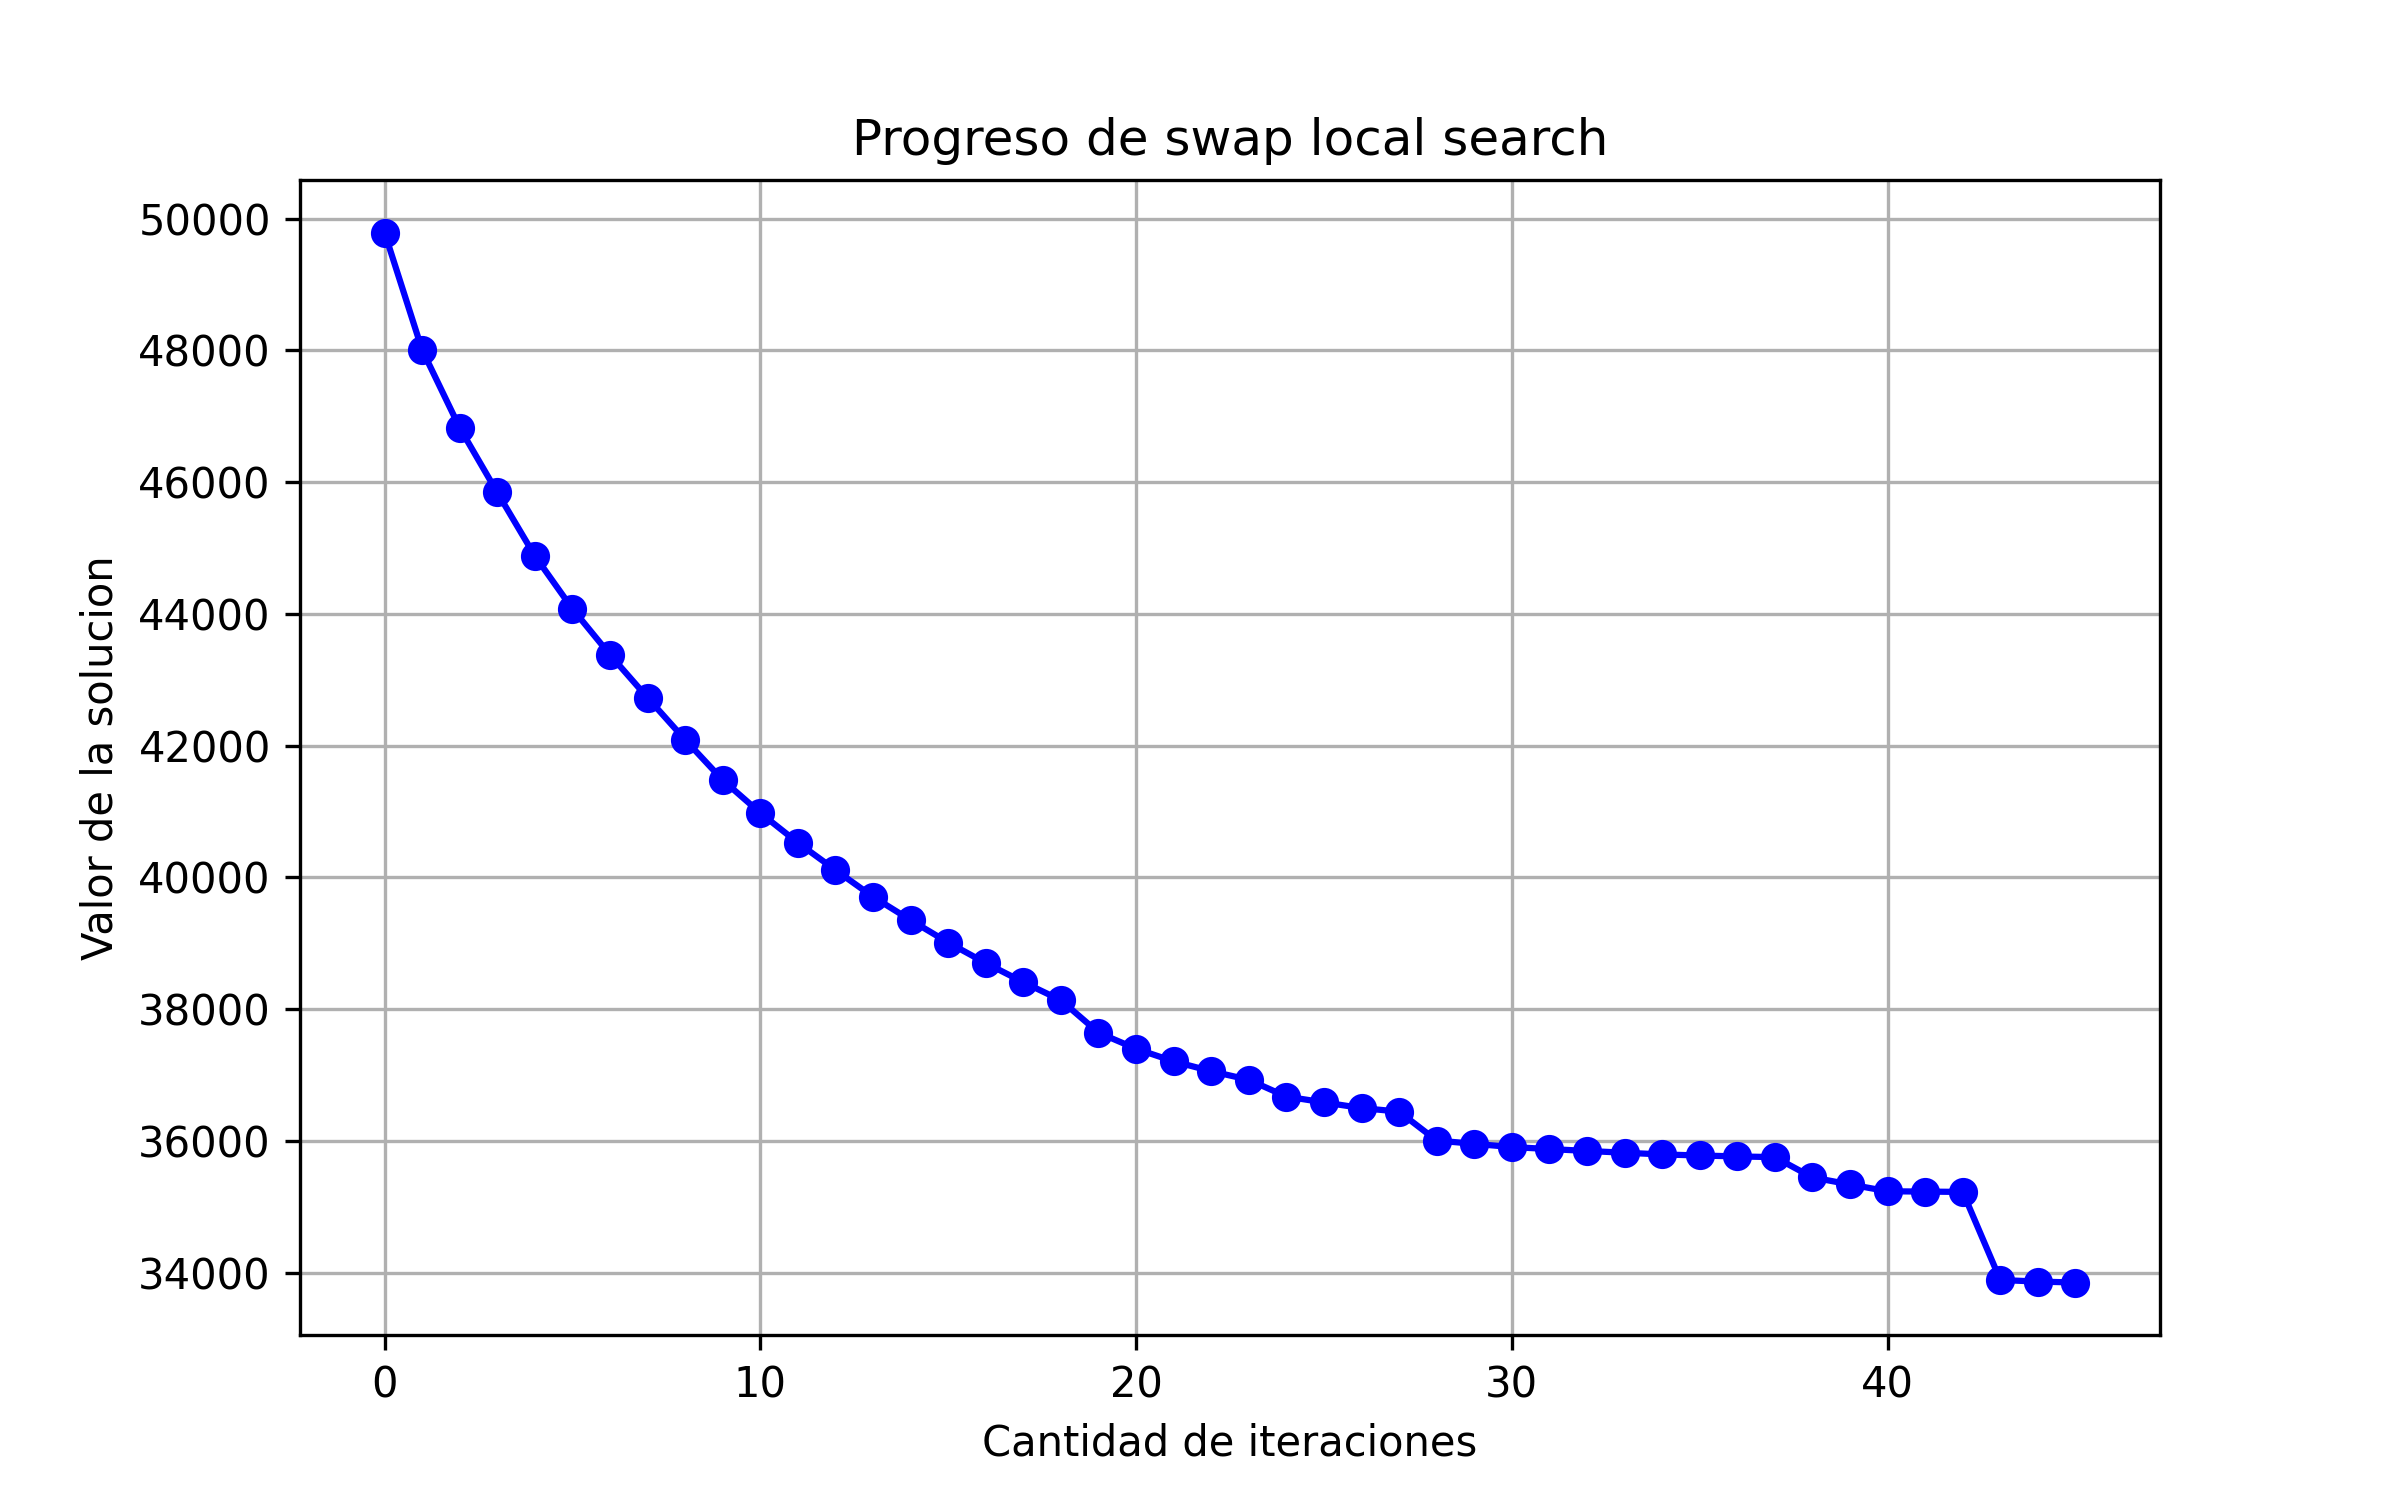 Progreso de swap local search
50000
48000
46000
44000
42000
40000
38000
36000
34000
Valor de la solucion
0 10 20 30 40
Cantidad de iteraciones